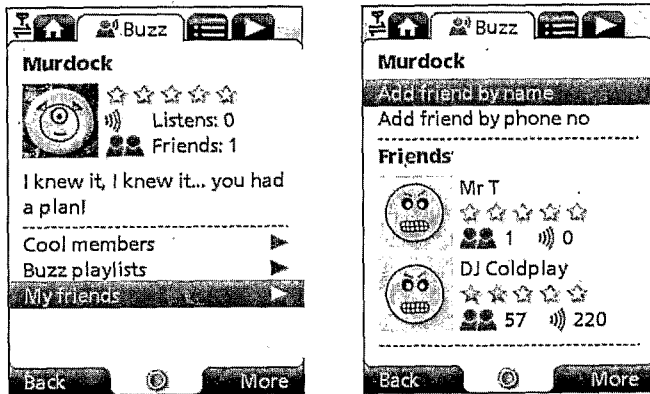 Buzz
Murdock
Listens: 0
Friends: 1
I knew it, I knew it... you had
a plan!
Cool members
Buzz playlists
My friends
Back
More
Buzz
Murdock
Add friend by name
Add friend by phone no
Friends
Mr T
1
0
DJ Coldplay
57
220
Back
More